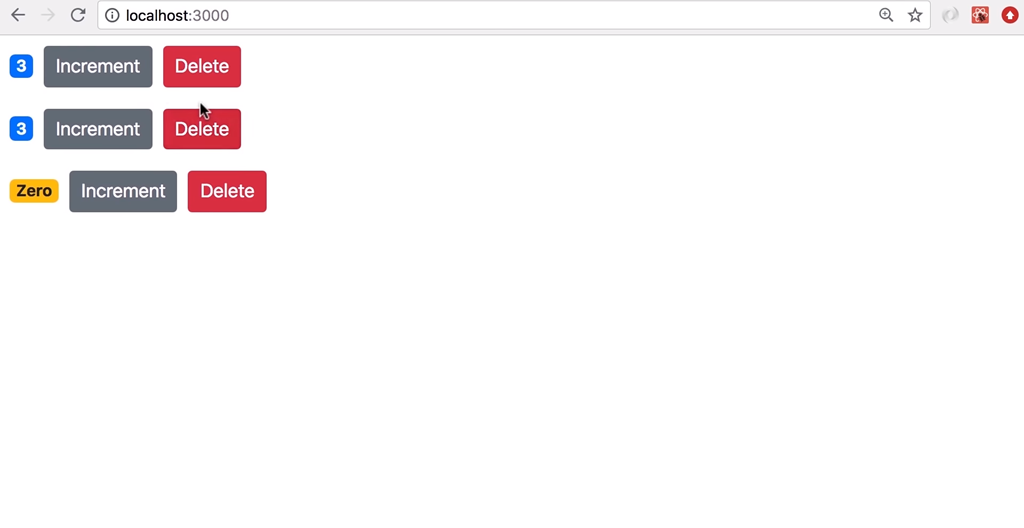 localhost:3000
3 Increment Delete
3 Increment Delete
Zero Increment Delete